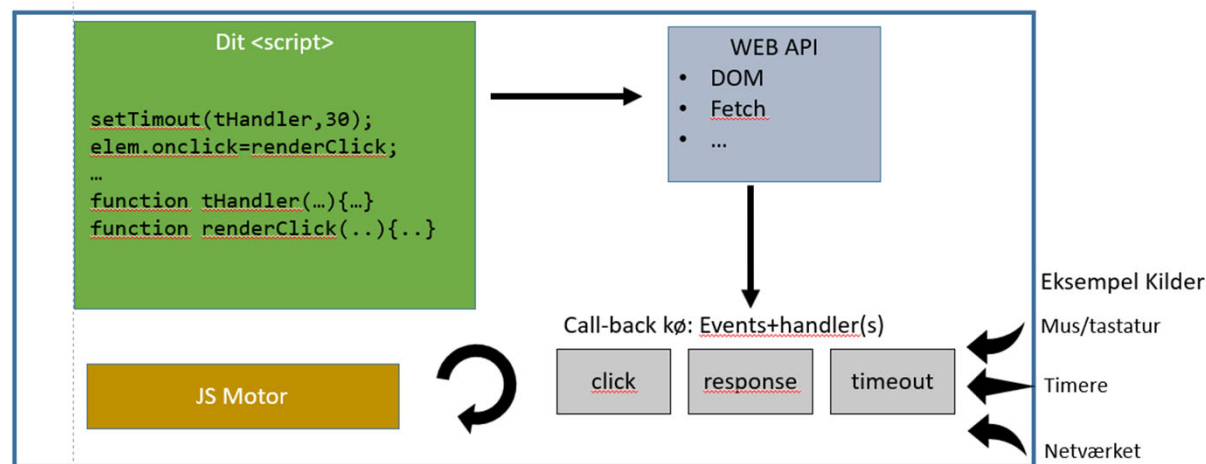 Dit <script>
setTimout(tHandler,30);
elem.onclick=renderClick;
…
function tHandler(…){…}
function renderClick(..){..}
WEB API
• DOM
• Fetch
• …
Eksempel Kilder
Call-back kø: Events+handler(s)
Mus/tastatur
JS Motor
click
response
timeout
Timere
Netværket